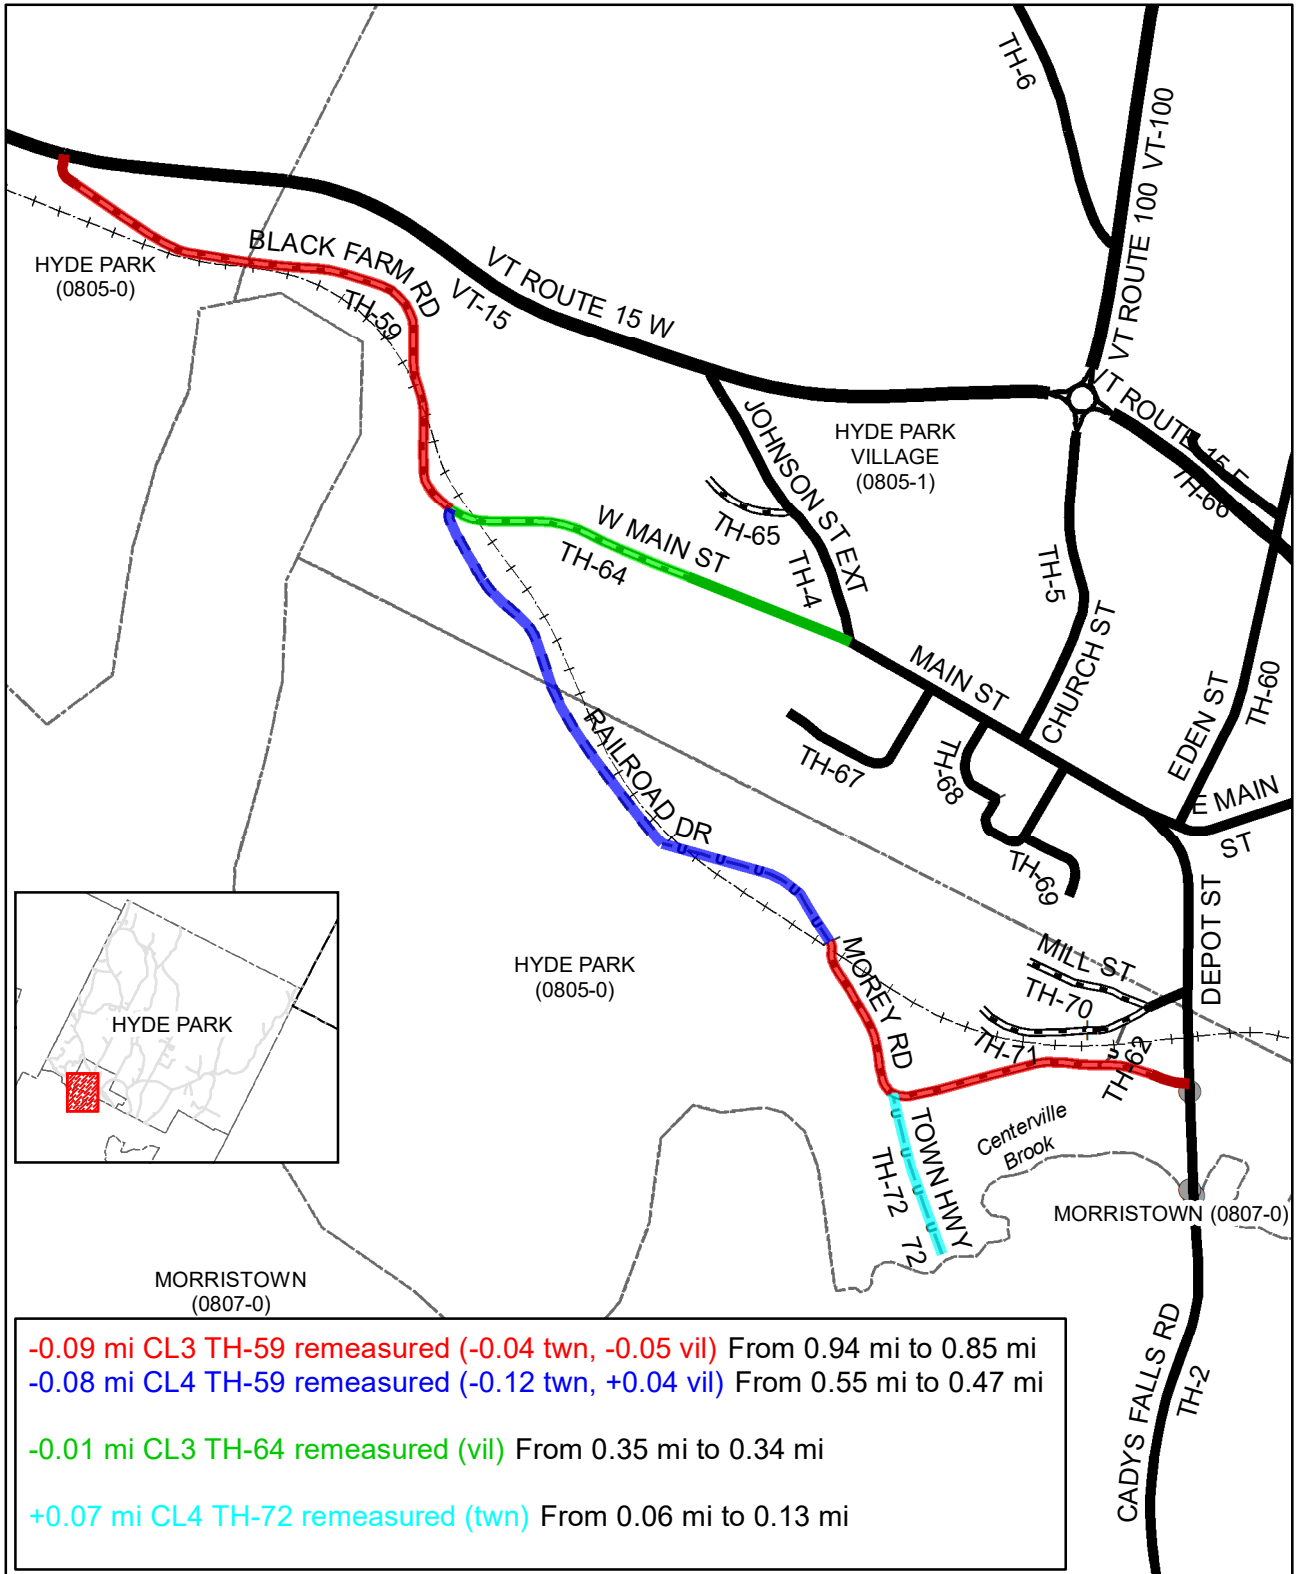 TH-6
VT ROUTE 100 VT-100
HYDE PARK
(0805-0)
BLACK FARM RD
TH-59
VT ROUTE 15 W
VT-15
VT ROUTE 15 E
TH-66
JOHNSON ST EXT
TH-4
HYDE PARK
VILLAGE
(0805-1)
TH-65
W MAIN ST
TH-64
TH-5
CHURCH ST
MAIN ST
EDEN ST
TH-60
E MAIN
ST
TH-67
TH-68
TH-69
RAILROAD DR
DEPOT ST
MILL ST
TH-70
TH-71
TH-62
HYDE PARK
(0805-0)
MOREY RD
HYDE PARK
TOWN HWY
72
TH-72
Centerville
Brook
MORRISTOWN (0807-0)
MORRISTOWN
(0807-0)
CADYS FALLS RD
TH-2
-0.09 mi CL3 TH-59 remeasured (-0.04 twn, -0.05 vil) From 0.94 mi to 0.85 mi
-0.08 mi CL4 TH-59 remeasured (-0.12 twn, +0.04 vil) From 0.55 mi to 0.47 mi
-0.01 mi CL3 TH-64 remeasured (vil) From 0.35 mi to 0.34 mi
+0.07 mi CL4 TH-72 remeasured (twn) From 0.06 mi to 0.13 mi